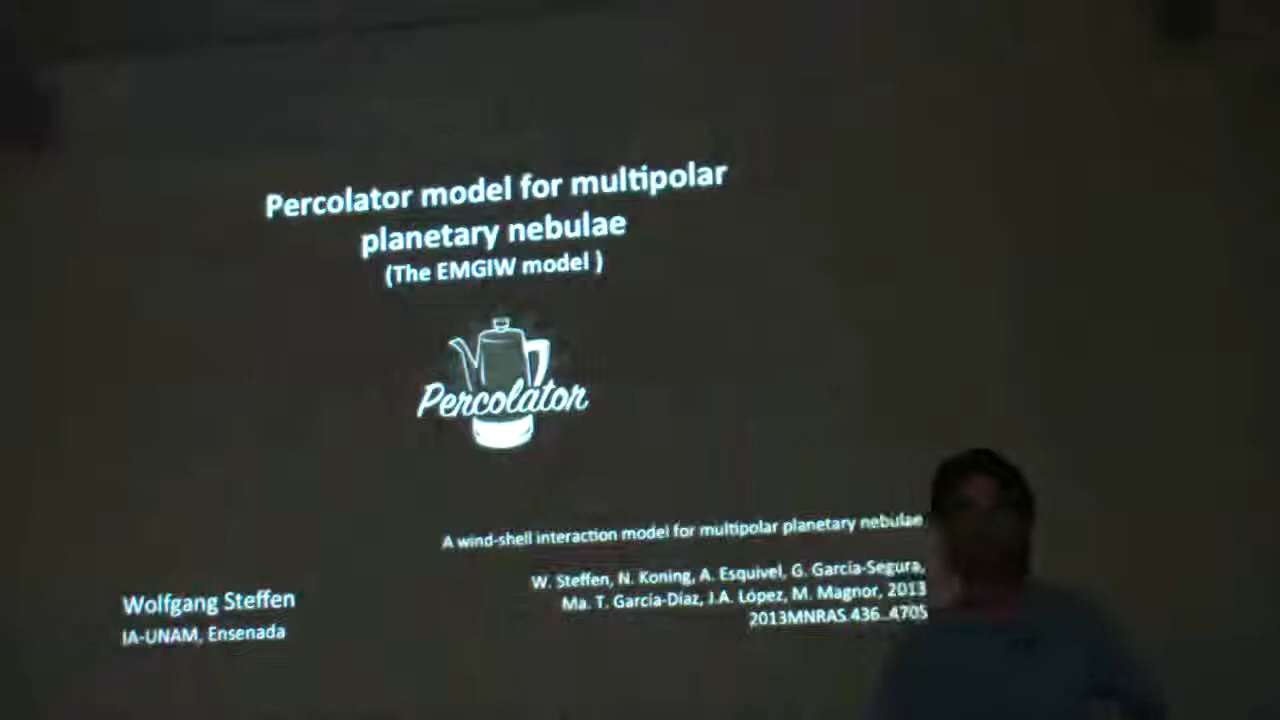 Percolator model for multipolar
planetary nebulae
(The EMGIW model )
Percolator
A wind-shell interaction model for multipolar planetary nebulae
W. Steffen, N. Koning, A. Esquivel, G. García-Segura,
Ma. T. García-Díaz, J.A. López, M. Magnor, 2013
2013MNRAS.436..470S
Wolfgang Steffen
IA-UNAM, Ensenada